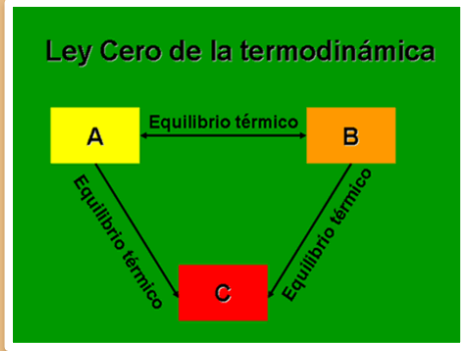 Ley Cero de la termodinámica
Equilibrio térmico
A
B
Equilibrio térmico
Equilibrio térmico
C